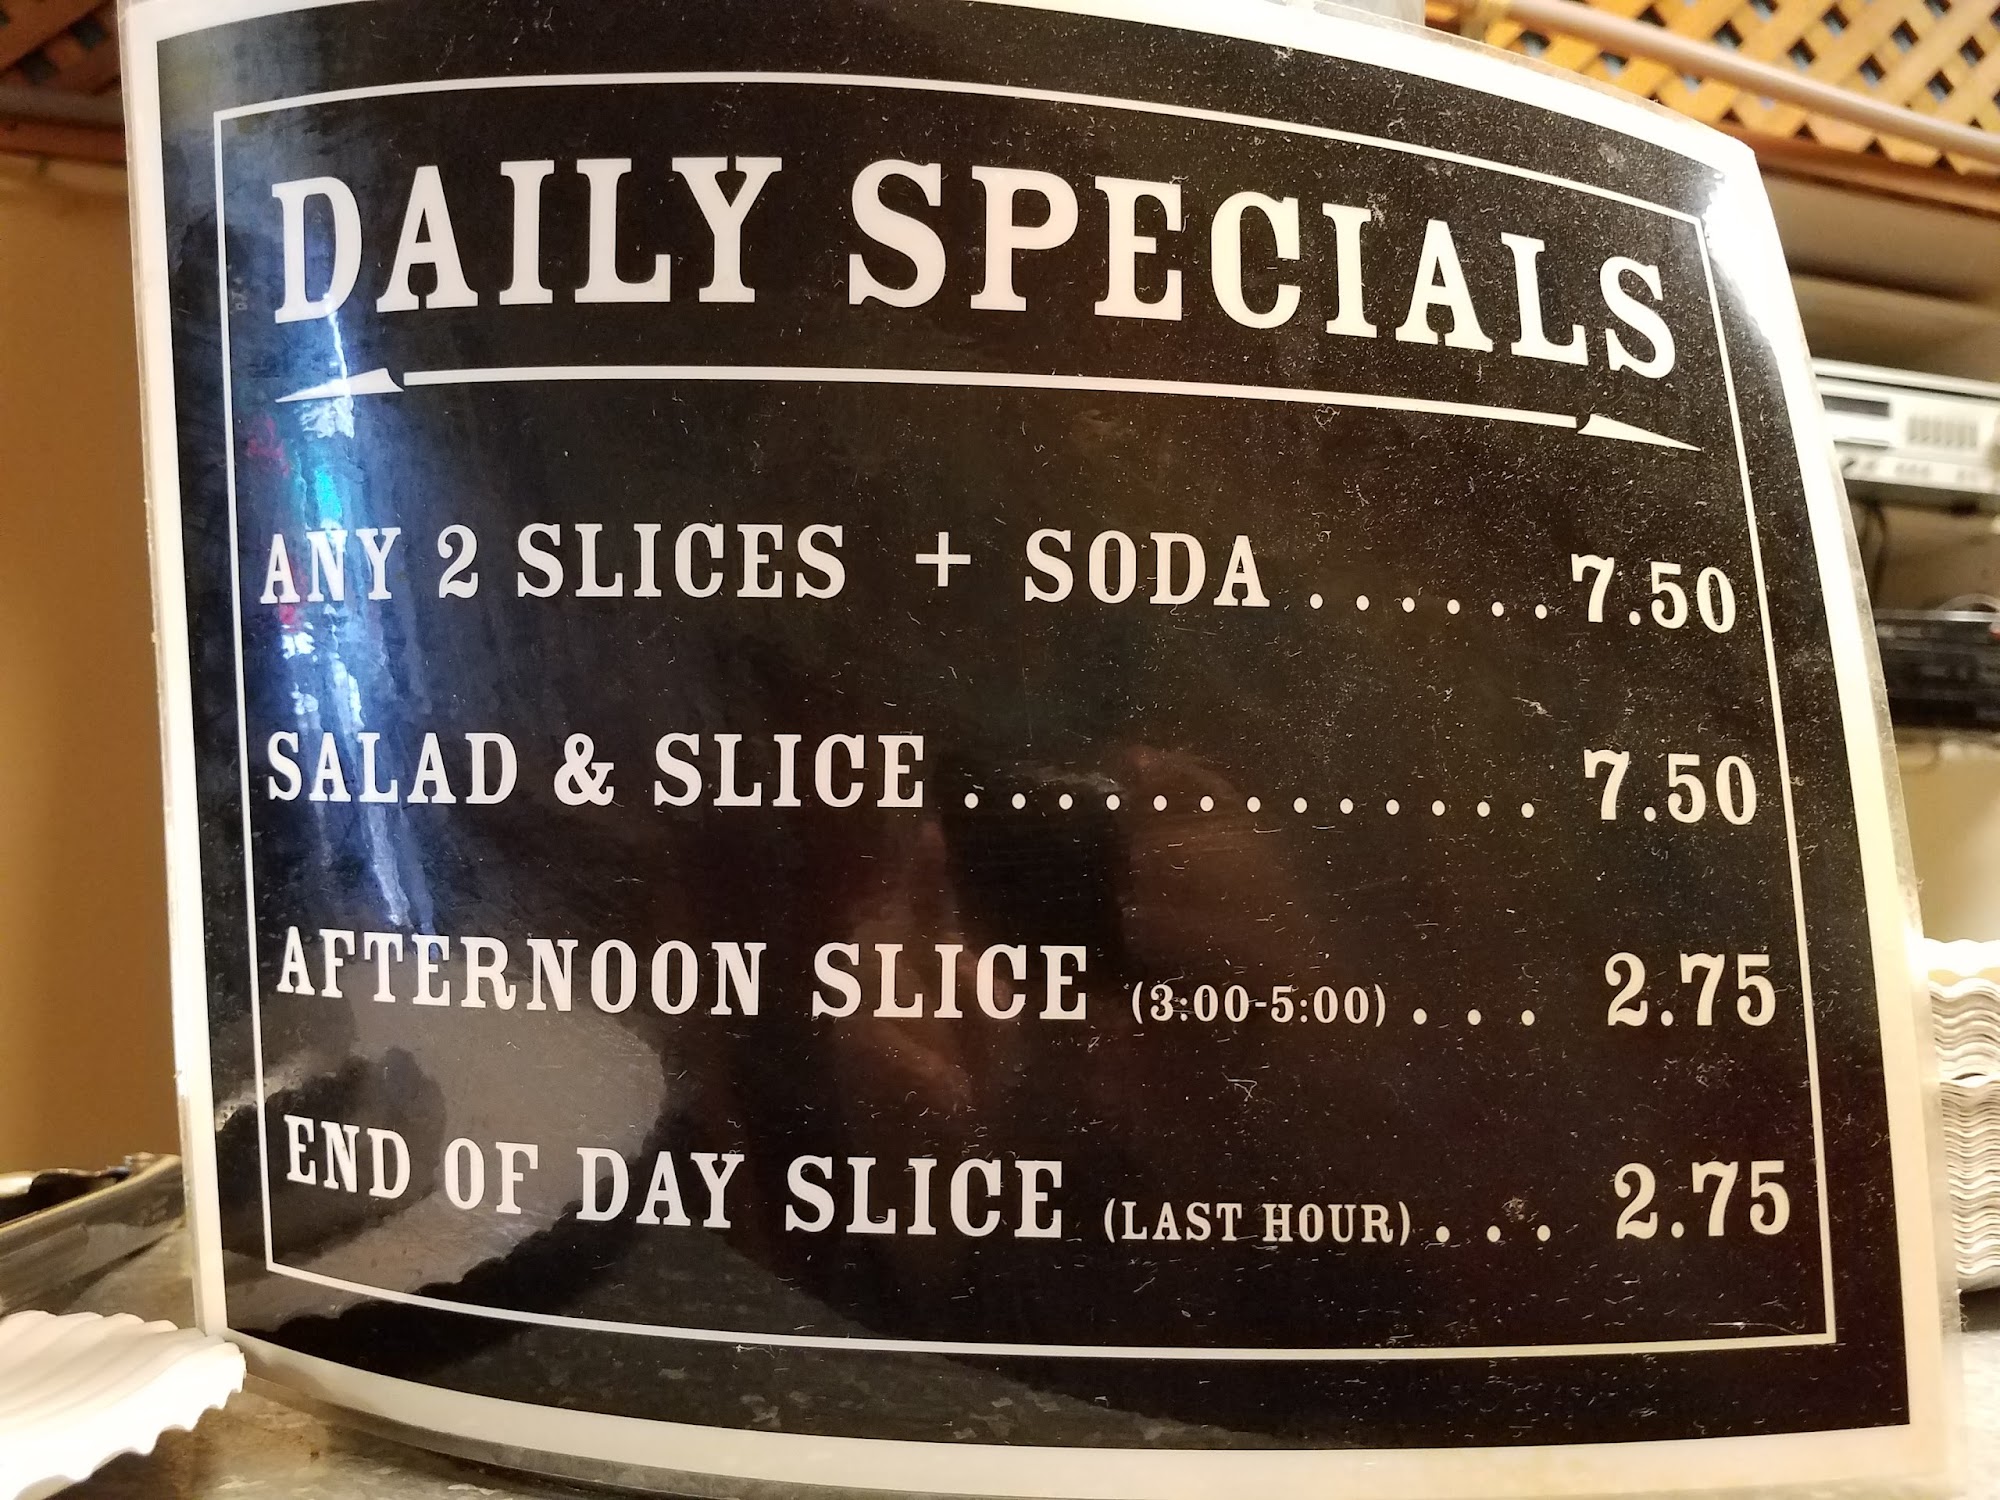 DAILY SPECIALS
ANY 2 SLICES + SODA ...... 7.50
SALAD & SLICE ............. 7.50
AFTERNOON SLICE (3:00-5:00) ... 2.75
END OF DAY SLICE (LAST HOUR) ... 2.75